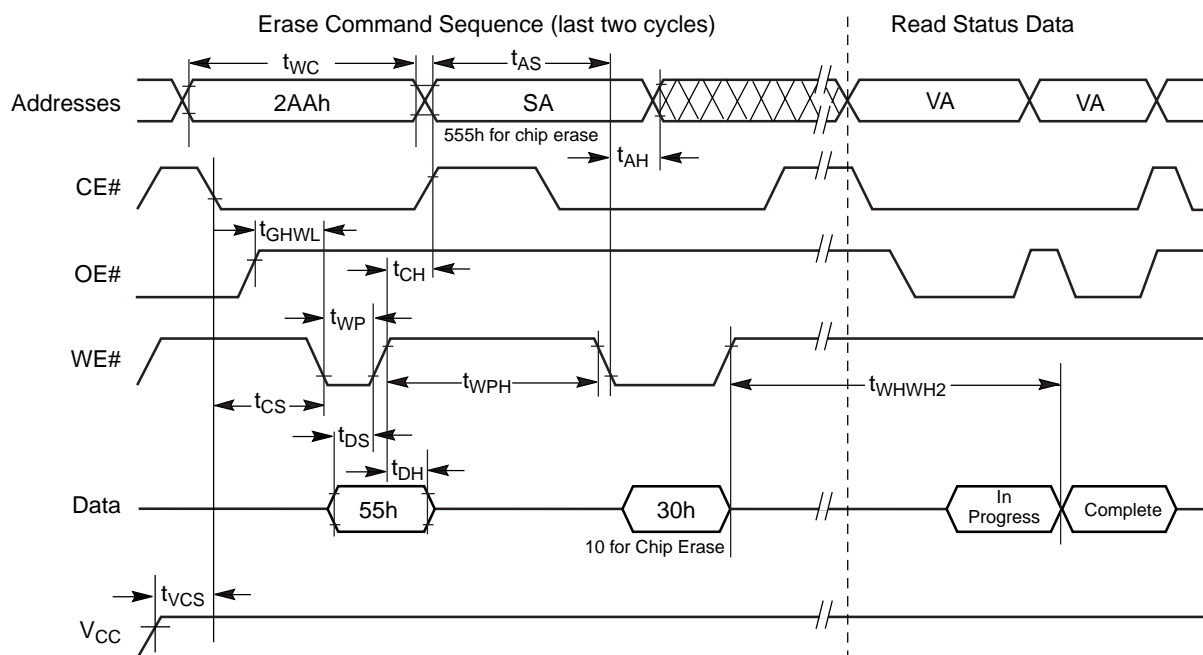 Erase Command Sequence (last two cycles)
Read Status Data
tWC
tAS
Addresses
2AAh
SA
VA
VA
555h for chip erase
tAH
CE#
tGHWL
OE#
tCH
tWP
WE#
tWPH
tWHWH2
tCS
tDS
tDH
Data
55h
30h
In
Progress
Complete
10 for Chip Erase
tVCS
VCC